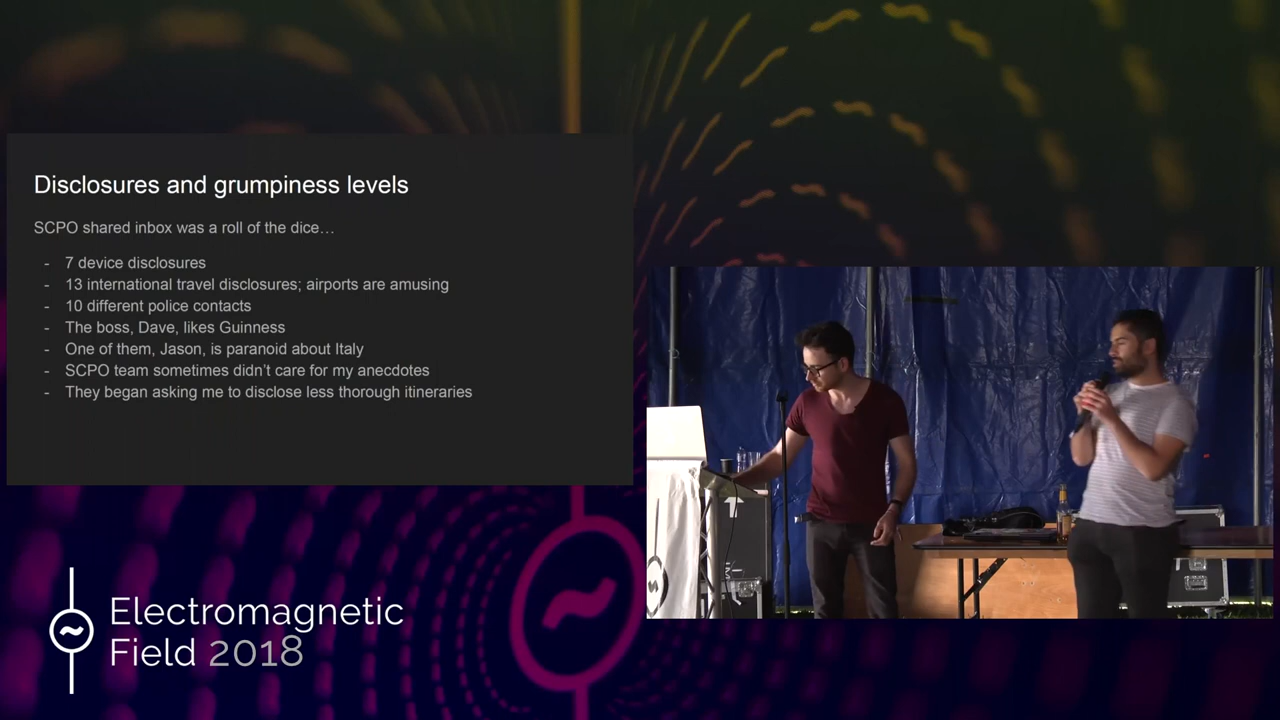 Disclosures and grumpiness levels
SCPO shared inbox was a roll of the dice…
- 7 device disclosures
- 13 international travel disclosures; airports are amusing
- 10 different police contacts
- The boss, Dave, likes Guinness
- One of them, Jason, is paranoid about Italy
- SCPO team sometimes didn't care for my anecdotes
- They began asking me to disclose less thorough itineraries
Electromagnetic
Field 2018